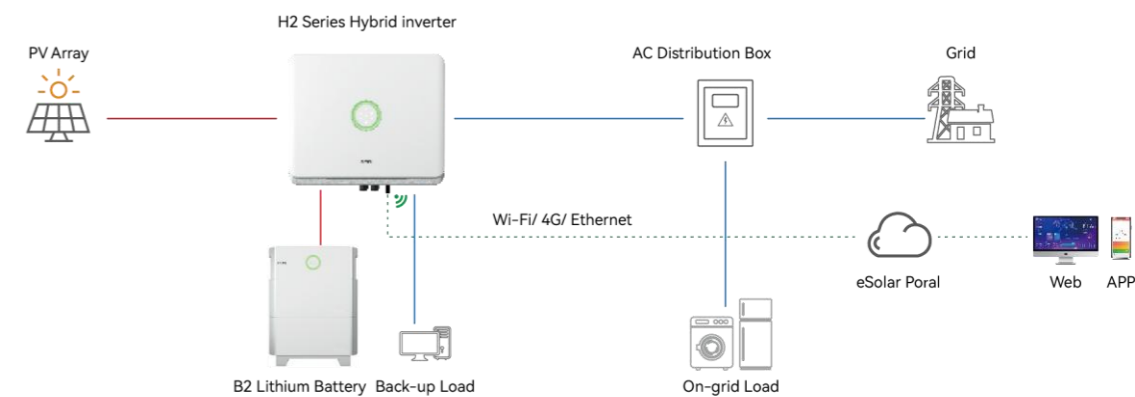 H2 Series Hybrid inverter
PV Array
AC Distribution Box
Grid
Wi-Fi/ 4G/ Ethernet
eSolar Poral
Web
APP
B2 Lithium Battery
Back-up Load
On-grid Load